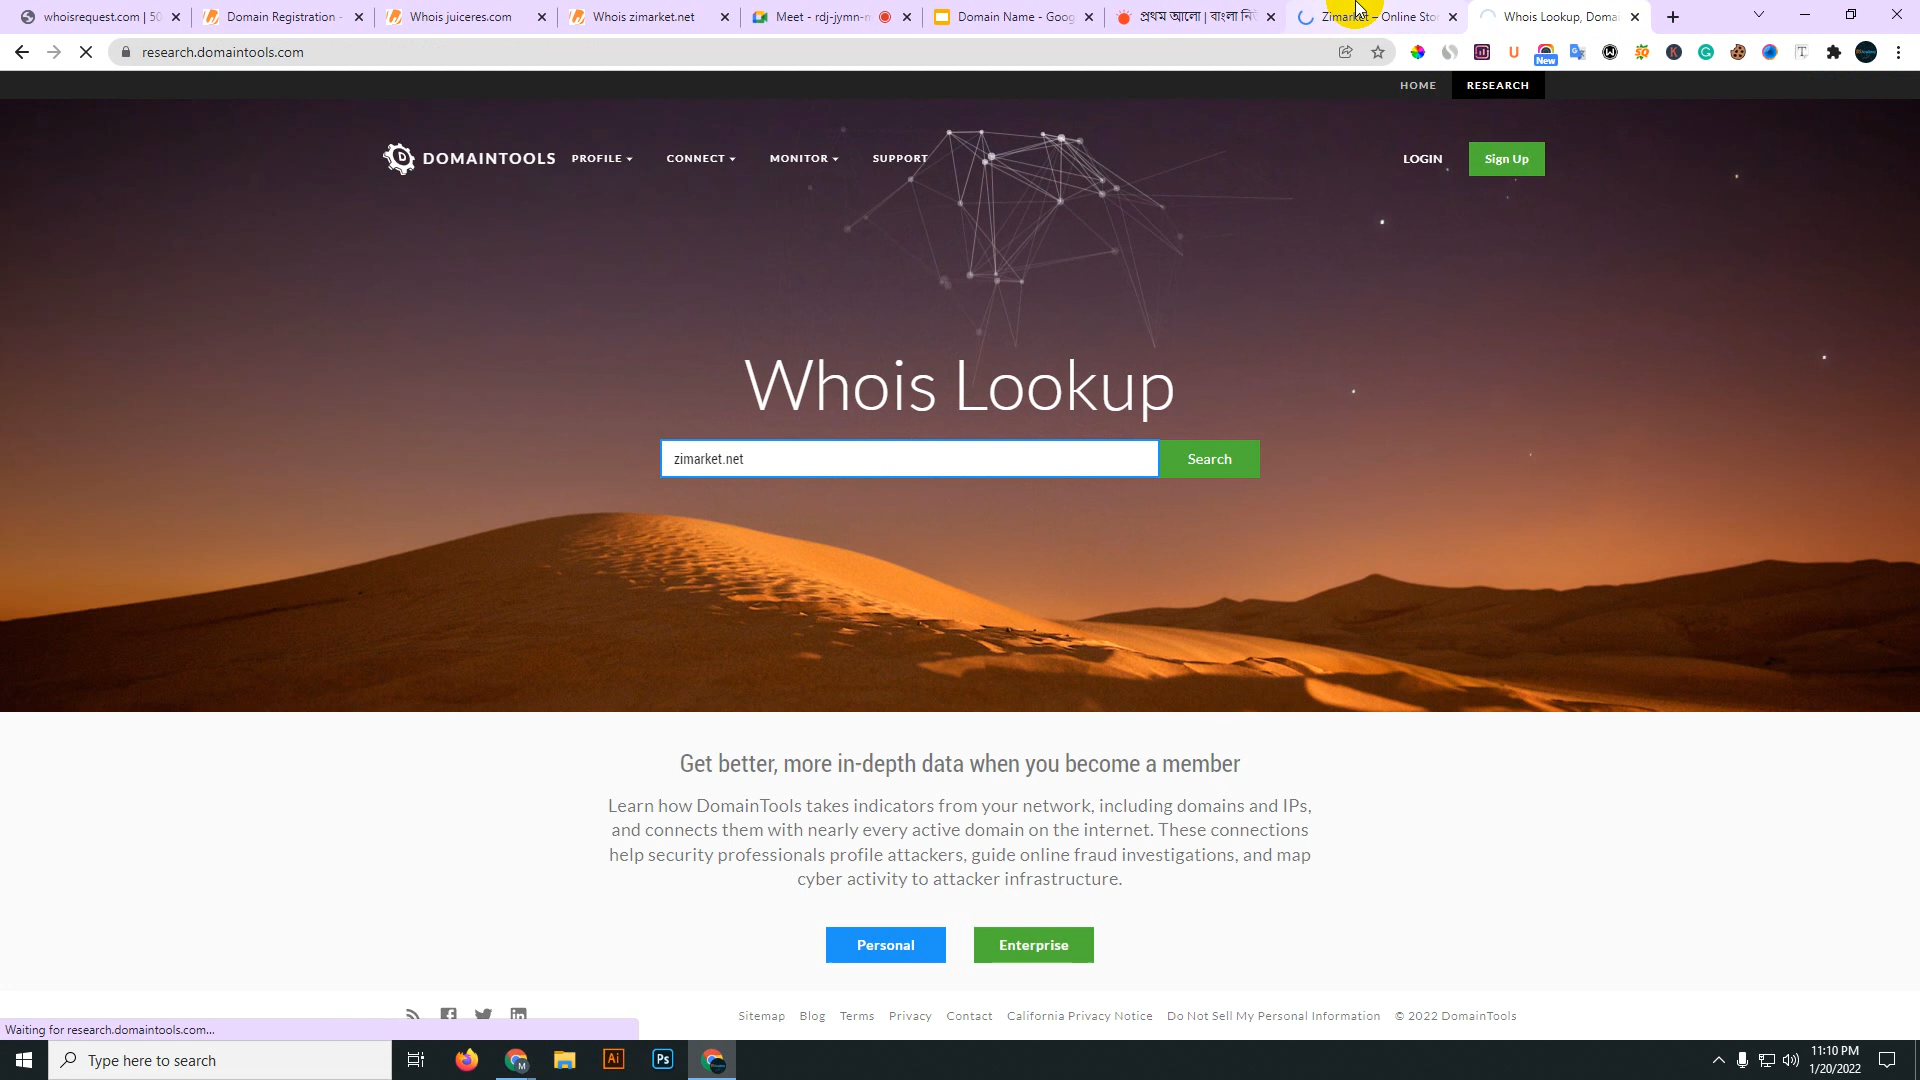 whoisrequest.com | 50
Domain Registration -
Whois juiceres.com
Whois zimarket.net
Meet - rdj-jymn-n
Domain Name - Goog
প্রথম আলো | বাংলা নি
Zimarket – Online Sto
Whois Lookup, Domai
research.domaintools.com
New
HOME
RESEARCH
DOMAINTOOLS
PROFILE
CONNECT
MONITOR
SUPPORT
LOGIN
Sign Up
Whois Lookup
zimarket.net
Search
Get better, more in-depth data when you become a member
Learn how DomainTools takes indicators from your network, including domains and IPs,
and connects them with nearly every active domain on the internet. These connections
help security professionals profile attackers, guide online fraud investigations, and map
cyber activity to attacker infrastructure.
Personal
Enterprise
Sitemap
Blog
Terms
Privacy
Contact
California Privacy Notice
Do Not Sell My Personal Information
© 2022 DomainTools
Waiting for research.domaintools.com...
Type here to search
Ai
Ps
11:10 PM
1/20/2022